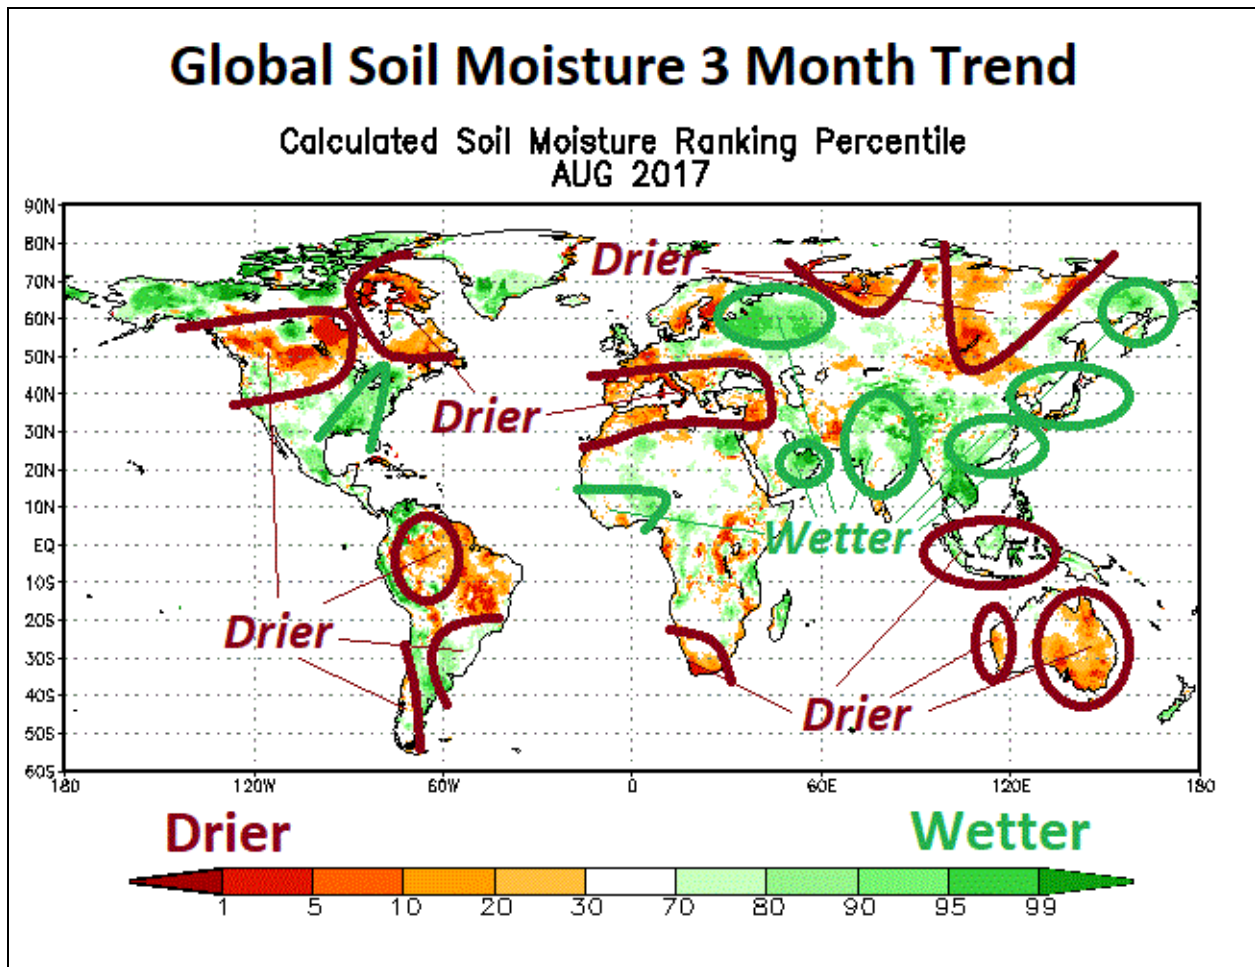 Global Soil Moisture 3 Month Trend
Calculated Soil Moisture Ranking Percentile
AUG 2017
90N
80N
70N
60N
50N
40N
30N
20N
10N
EQ
10S
20S
30S
40S
50S
60S
Drier
Drier
Wetter
Drier
Drier
180 120W 60W 0 60E 120E 180
Drier Wetter
1 5 10 20 30 70 80 90 95 99